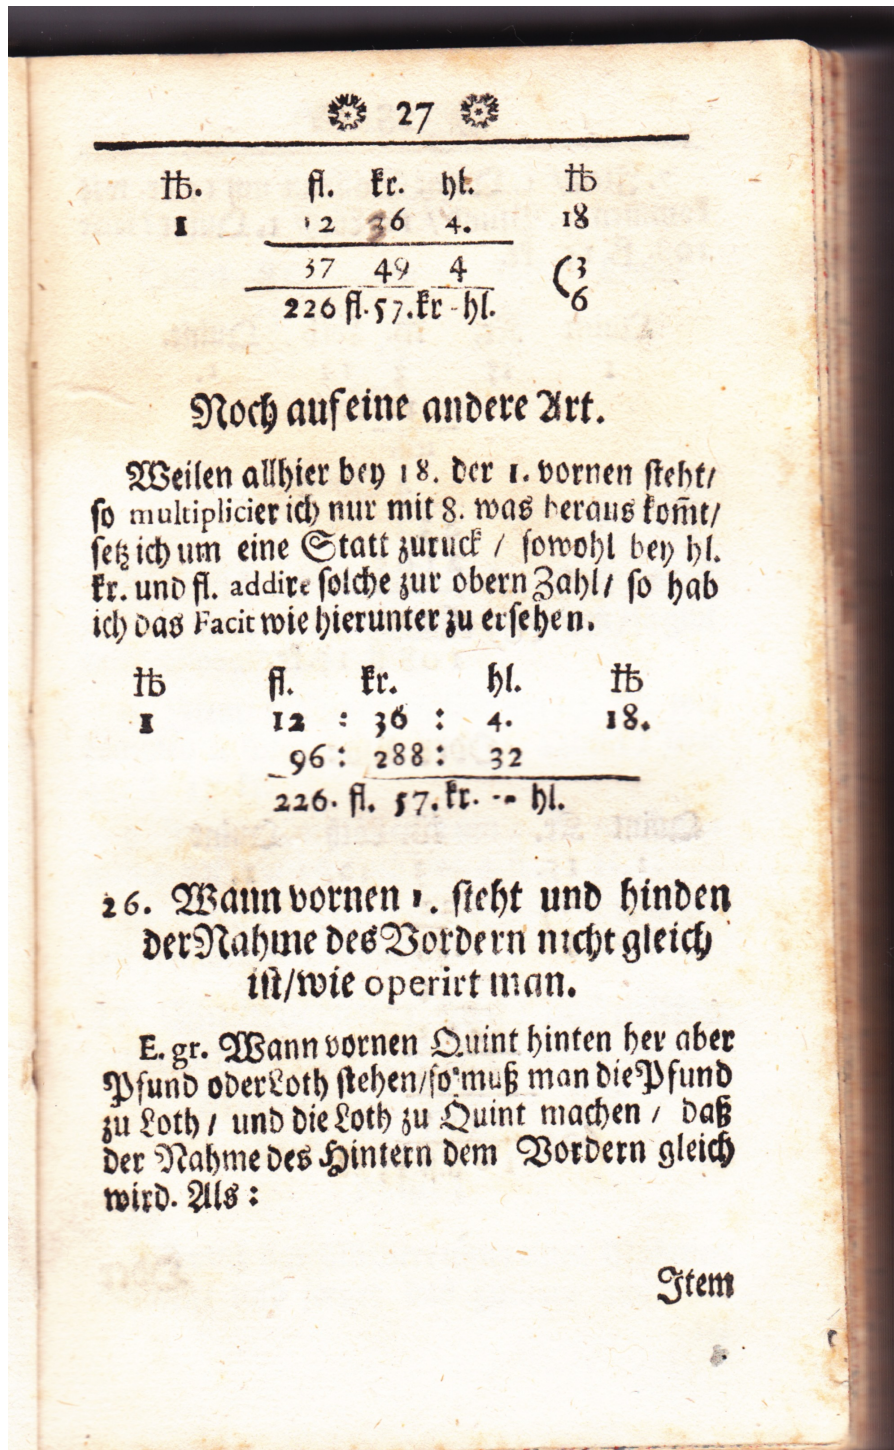 27
℔. fl. kr. hl. ℔
1 12 36 4. 18
37 49 4 (3
226 fl. 57. kr - hl. 6
Noch auf eine andere Art.
Weilen allhier bey 18. der 1. vornen steht/
so multiplicier ich nur mit 8. was heraus kom̃t/
setz ich um eine Statt zuruck / sowohl bey hl.
kr. und fl. addire solche zur obern Zahl/ so hab
ich das Facit wie hierunter zu ersehen.
℔ fl. kr. hl. ℔
1 12 : 36 : 4. 18.
96 : 288 : 32
226. fl. 57. kr. -- hl.
26. Wann vornen 1. steht und hinden
der Nahme des Vordern nicht gleich
ist/wie operirt man.
E. gr. Wann vornen Quint hinten her aber
Pfund oder Loth stehen/so muß man die Pfund
zu Loth / und die Loth zu Quint machen / daß
der Nahme des Hintern dem Vordern gleich
wird. Als :
Item